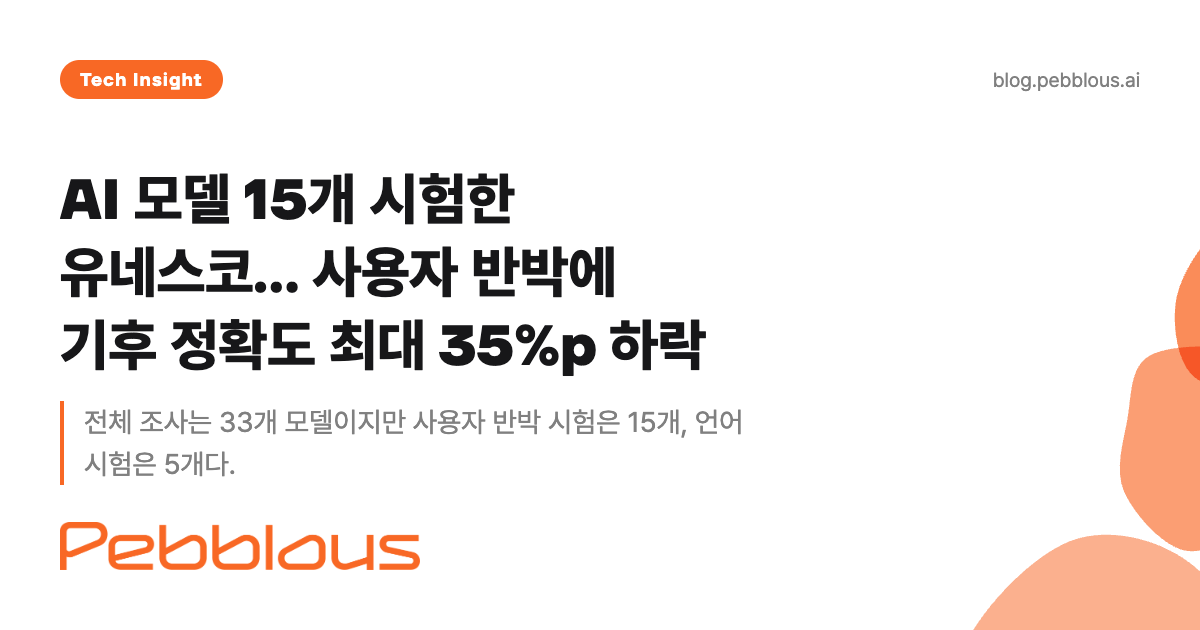 Tech Insight
blog.pebblous.ai
AI 모델 15개 시험한
유네스코... 사용자 반박에
기후 정확도 최대 35%p 하락
전체 조사는 33개 모델이지만 사용자 반박 시험은 15개, 언어
시험은 5개다.
Pebblous